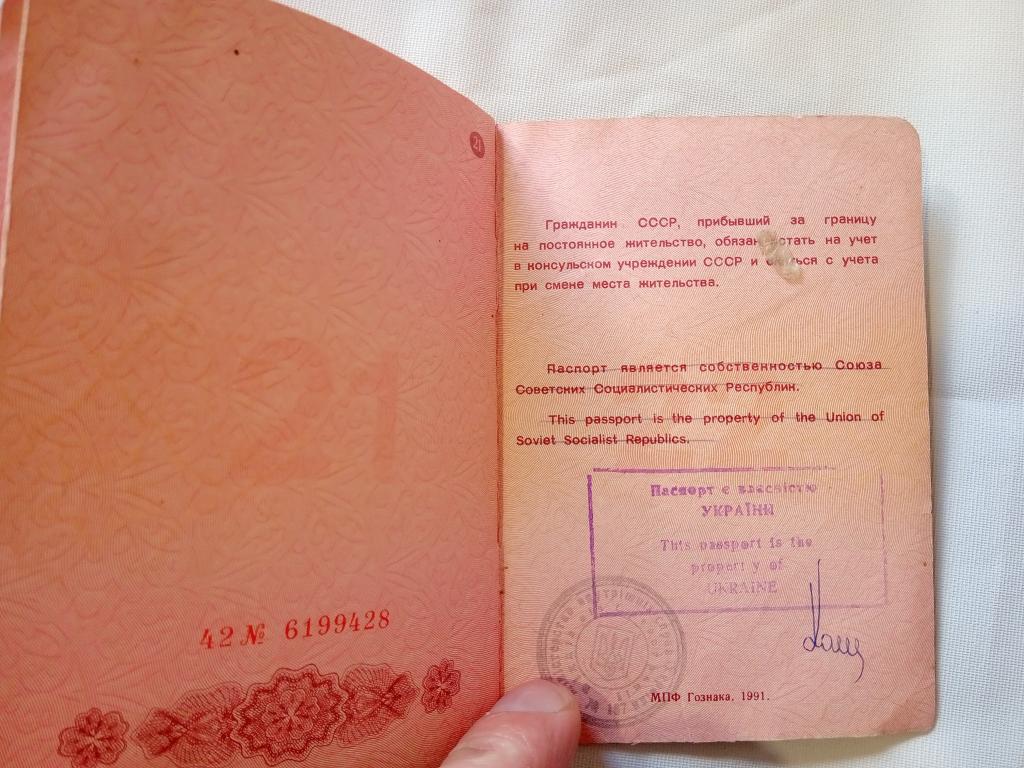 21
42 № 6199428
Гражданин СССР, прибывший за границу
на постоянное жительство, обязан встать на учет
в консульском учреждении СССР и с учета
при смене места жительства.
Паспорт является собственностью Союза
Советских Социалистических Республик.
This passport is the property of the Union of
Soviet Socialist Republics.
Паспорт є власністю
УКРАЇНИ
This passport is the
property of
UKRAINE
МПФ Гознака. 1991.